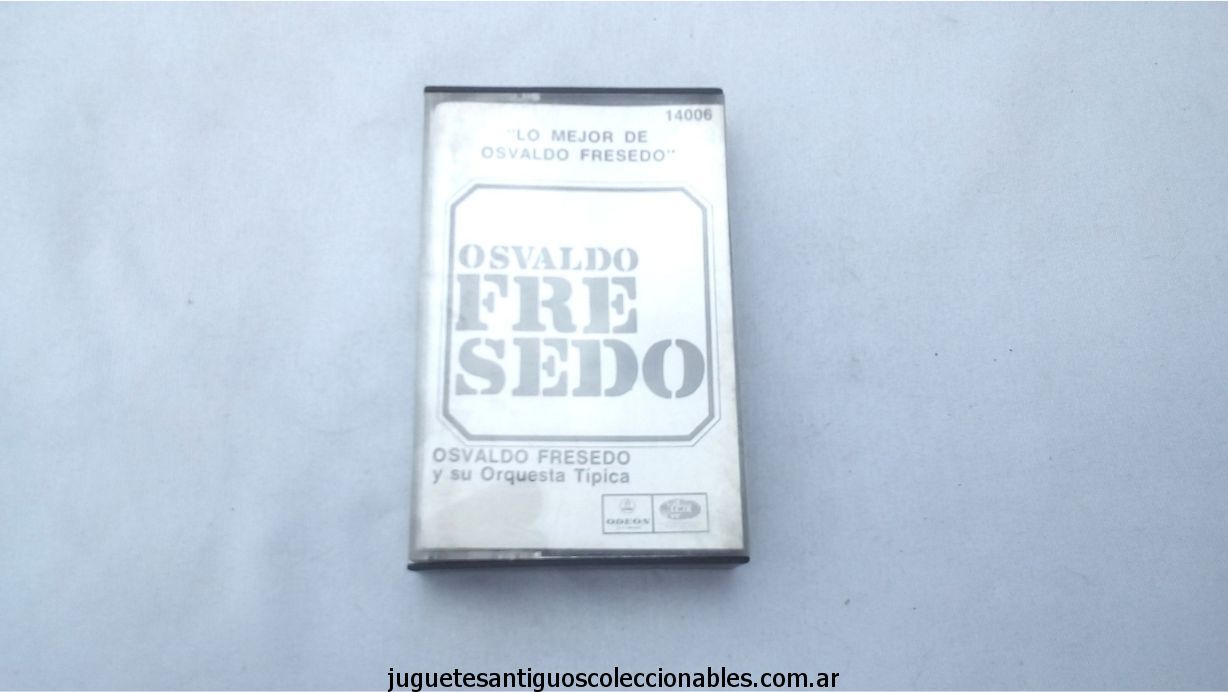 14006
"LO MEJOR DE
OSVALDO FRESEDO"
OSVALDO
FRE
SEDO
OSVALDO FRESEDO
y su Orquesta Típica
ODEON
juguetesantiguoscoleccionables.com.ar